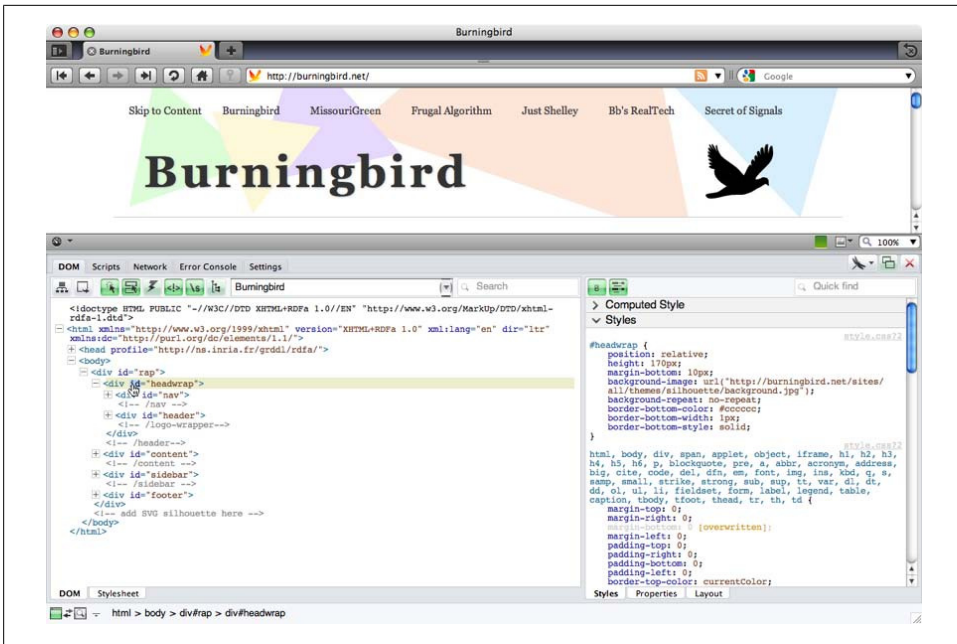 Burningbird
Burningbird
http://burningbird.net/
Google
Skip to Content Burningbird MissouriGreen Frugal Algorithm Just Shelley Bb's RealTech Secret of Signals
Burningbird
100%
DOM Scripts Network Error Console Settings
Burningbird
Search
Quick find
<!doctype HTML PUBLIC "-//W3C//DTD XHTML+RDFa 1.0//EN" "http://www.w3.org/MarkUp/DTD/xhtml-
rdfa-1.dtd">
<html xmlns="http://www.w3.org/1999/xhtml" version="XHTML+RDFa 1.0" xml:lang="en" dir="ltr"
xmlns:dc="http://purl.org/dc/elements/1.1/">
<head profile="http://ns.inria.fr/grddl/rdfa/">
<body>
<div id="rap">
<div id="headwrap">
<div id="nav">
<!-- /nav -->
<div id="header">
<!-- /logo-wrapper-->
</div>
<!-- /header-->
<div id="content">
<!-- /content -->
<div id="sidebar">
<!-- /sidebar -->
<div id="footer">
</div>
<!-- add SVG silhouette here -->
</body>
</html>
Computed Style
Styles
style.css?2
#headwrap {
position: relative;
height: 170px;
margin-bottom: 10px;
background-image: url("http://burningbird.net/sites/
all/themes/silhouette/background.jpg");
background-repeat: no-repeat;
border-bottom-color: #cccccc;
border-bottom-width: 1px;
border-bottom-style: solid;
}
style.css?2
html, body, div, span, applet, object, iframe, h1, h2, h3,
h4, h5, h6, p, blockquote, pre, a, abbr, acronym, address,
big, cite, code, del, dfn, em, font, img, ins, kbd, q, s,
samp, small, strike, strong, sub, sup, tt, var, dl, dt,
dd, ol, ul, li, fieldset, form, label, legend, table,
caption, tbody, tfoot, thead, tr, th, td {
margin-top: 0;
margin-right: 0;
margin-bottom: 0 [overwritten];
margin-left: 0;
padding-top: 0;
padding-right: 0;
padding-bottom: 0;
padding-left: 0;
border-top-color: currentColor;
DOM Stylesheet
Styles Properties Layout
html > body > div#rap > div#headwrap